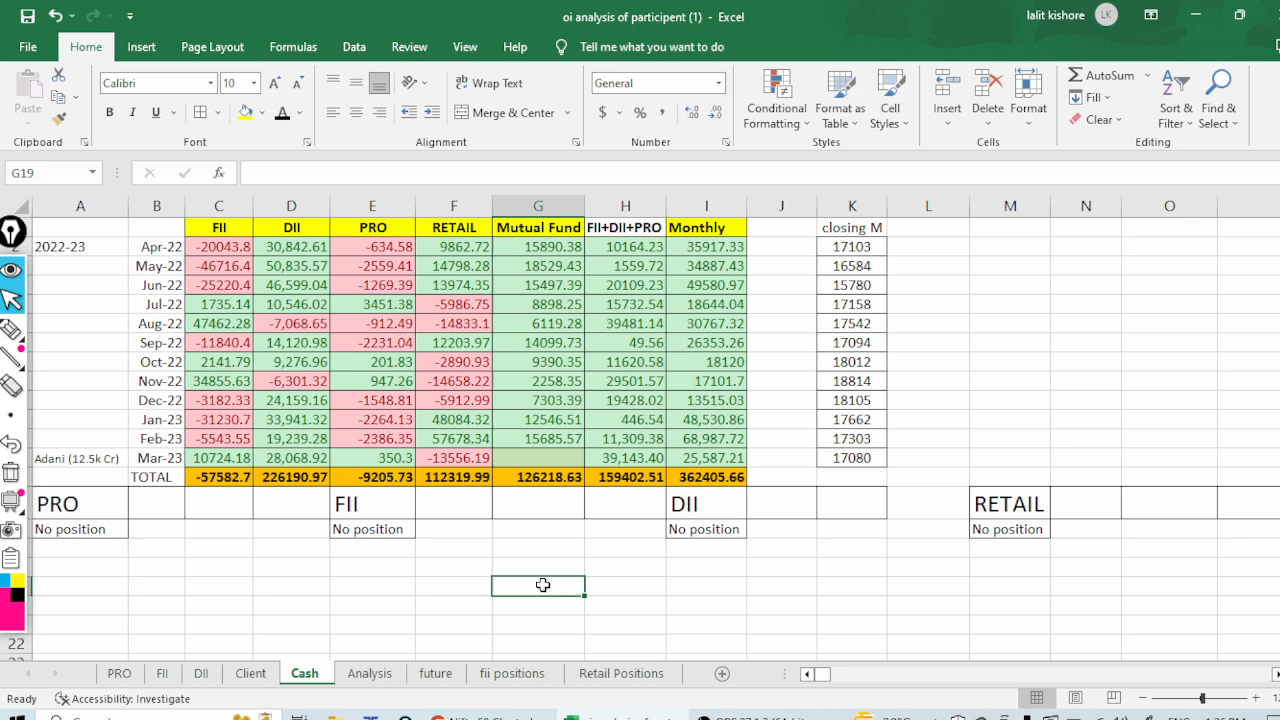 oi analysis of participent (1) - Excel
lalit kishore LK
File Home Insert Page Layout Formulas Data Review View Help Tell me what you want to do
Paste
Calibri 10
B I U
Wrap Text
Merge & Center
General
Conditional Formatting
Format as Table
Cell Styles
Insert Delete Format
AutoSum
Fill
Clear
Sort & Filter
Find & Select
Clipboard Font Alignment Number Styles Cells Editing
G19 fx
A B C D E F G H I J K L M N O
FII DII PRO RETAIL Mutual Fund FII+DII+PRO Monthly closing M
2 2022-23 Apr-22 -20043.8 30,842.61 -634.58 9862.72 15890.38 10164.23 35917.33 17103
May-22 -46716.4 50,835.57 -2559.41 14798.28 18529.43 1559.72 34887.43 16584
Jun-22 -25220.4 46,599.04 -1269.39 13974.35 15497.39 20109.23 49580.97 15780
Jul-22 1735.14 10,546.02 3451.38 -5986.75 8898.25 15732.54 18644.04 17158
Aug-22 47462.28 -7,068.65 -912.49 -14833.1 6119.28 39481.14 30767.32 17542
Sep-22 -11840.4 14,120.98 -2231.04 12203.97 14099.73 49.56 26353.26 17094
Oct-22 2141.79 9,276.96 201.83 -2890.93 9390.35 11620.58 18120 18012
Nov-22 34855.63 -6,301.32 947.26 -14658.22 2258.35 29501.57 17101.7 18814
Dec-22 -3182.33 24,159.16 -1548.81 -5912.99 7303.39 19428.02 13515.03 18105
Jan-23 -31230.7 33,941.32 -2264.13 48084.32 12546.51 446.54 48,530.86 17662
Feb-23 -5543.55 19,239.28 -2386.35 57678.34 15685.57 11,309.38 68,987.72 17303
Adani (12.5k Cr) Mar-23 10724.18 28,068.92 350.3 -13556.19 39,143.40 25,587.21 17080
TOTAL -57582.7 226190.97 -9205.73 112319.99 126218.63 159402.51 362405.66
PRO FII DII RETAIL
No position No position No position No position
22
PRO FII DII Client Cash Analysis future fii positions Retail Positions
Ready Accessibility: Investigate